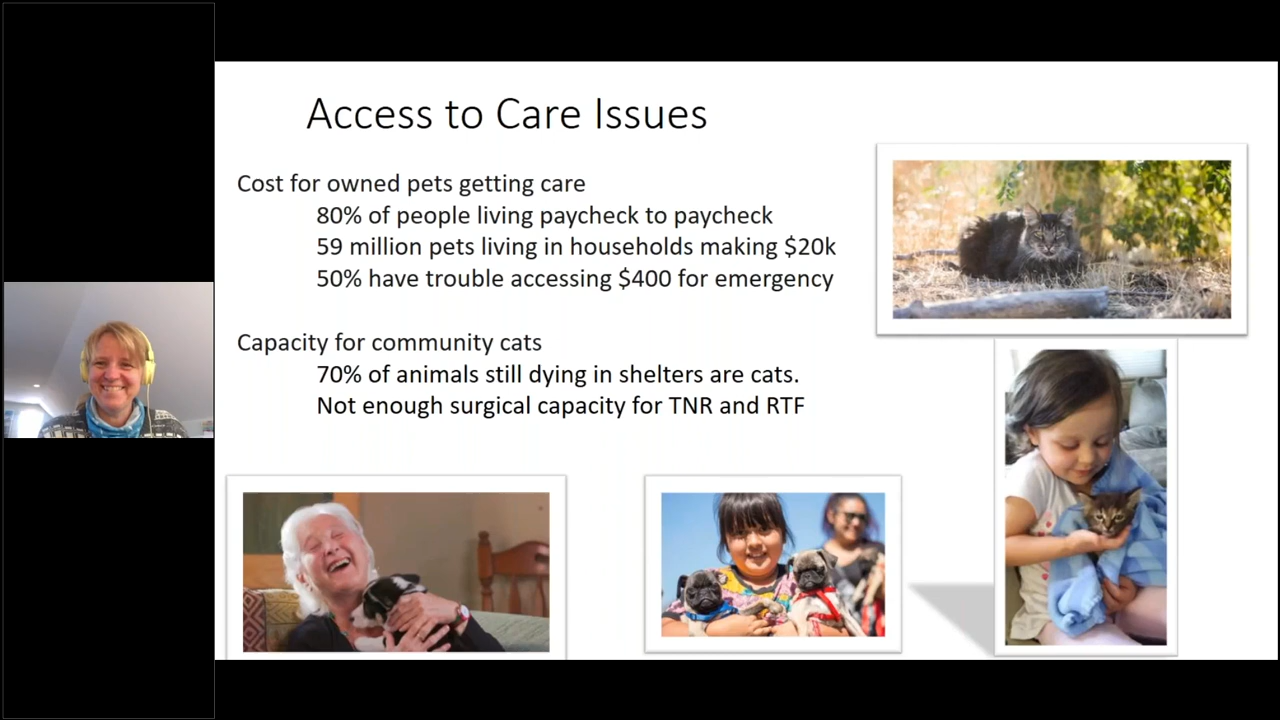 Access to Care Issues
Cost for owned pets getting care
80% of people living paycheck to paycheck
59 million pets living in households making $20k
50% have trouble accessing $400 for emergency
Capacity for community cats
70% of animals still dying in shelters are cats.
Not enough surgical capacity for TNR and RTF